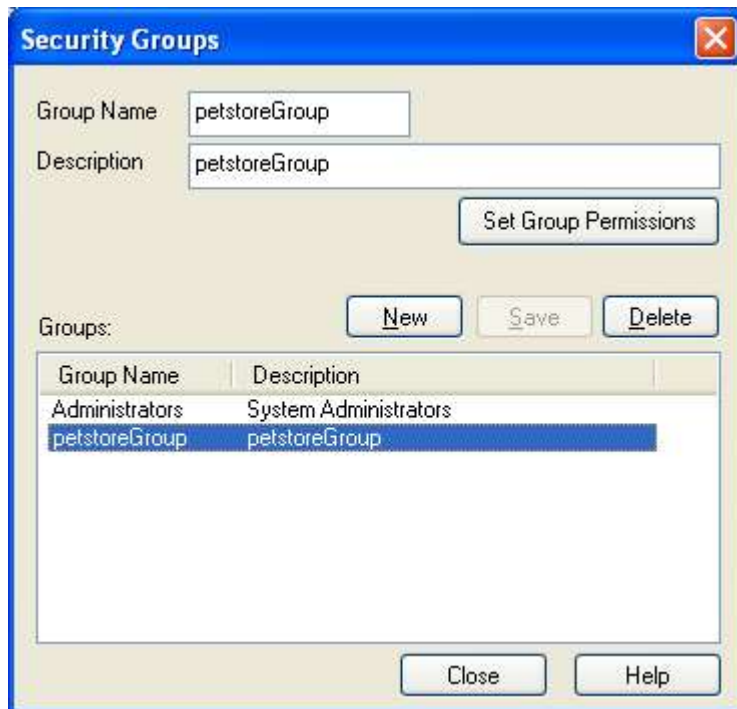 Security Groups
Group Name petstoreGroup
Description petstoreGroup
Set Group Permissions
Groups: New Save Delete
Group Name Description
Administrators System Administrators
petstoreGroup petstoreGroup
Close Help